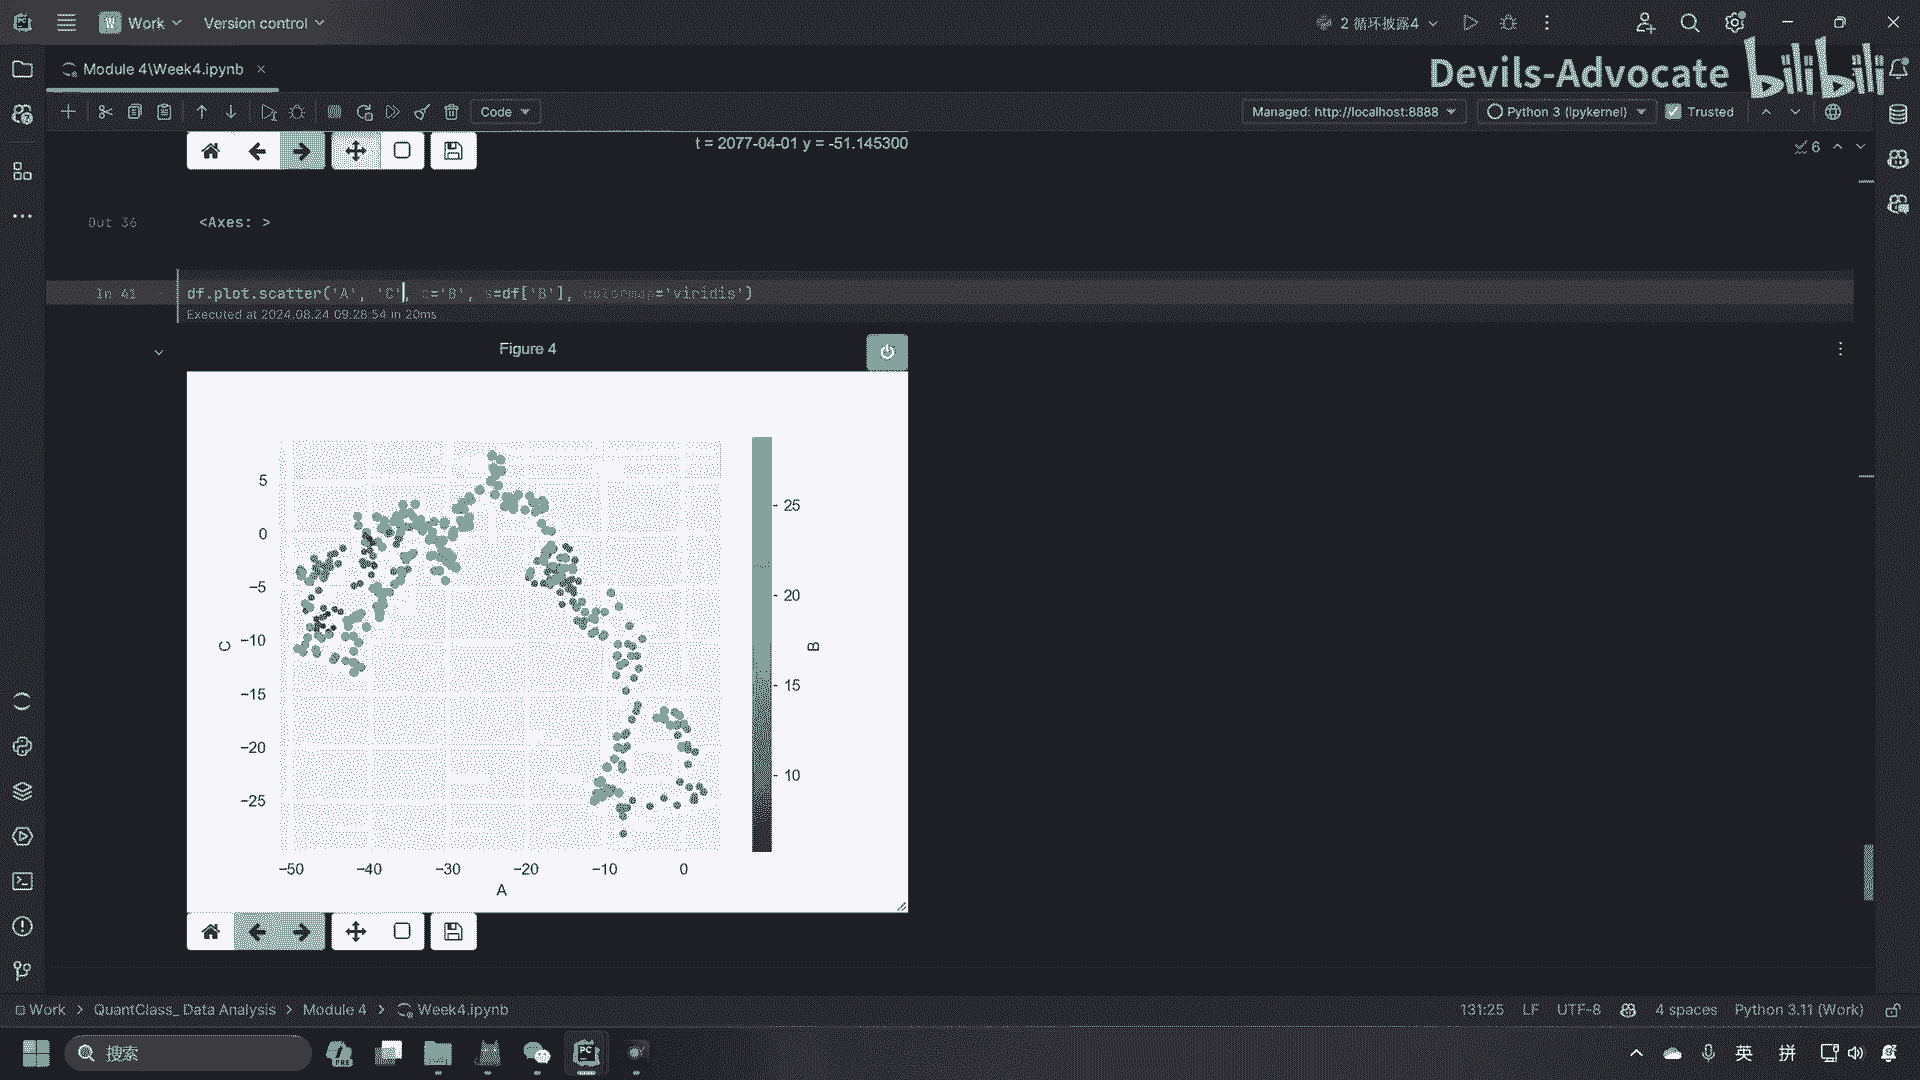 Work
Version control
2 循环披露4
Module 4\Week4.ipynb
Devils-Advocate
bilibili
Code
Managed: http://localhost:8888
Python 3 (Ipykernel)
Trusted
t = 2077-04-01 y = -51.145300
6
Out 36
<Axes: >
In 41
df.plot.scatter('A', 'C', c='B', s=df['B'], colormap='viridis')
Executed at 2024.08.24 09:28:54 in 20ms
Figure 4
5
0
−5
−10
−15
−20
−25
C
−50
−40
−30
−20
−10
0
A
25
20
15
10
B
Work > QuantClass_ Data Analysis > Module 4 > Week4.ipynb
131:25
LF
UTF-8
4 spaces
Python 3.11 (Work)
搜索
PRE
PC
英
拼